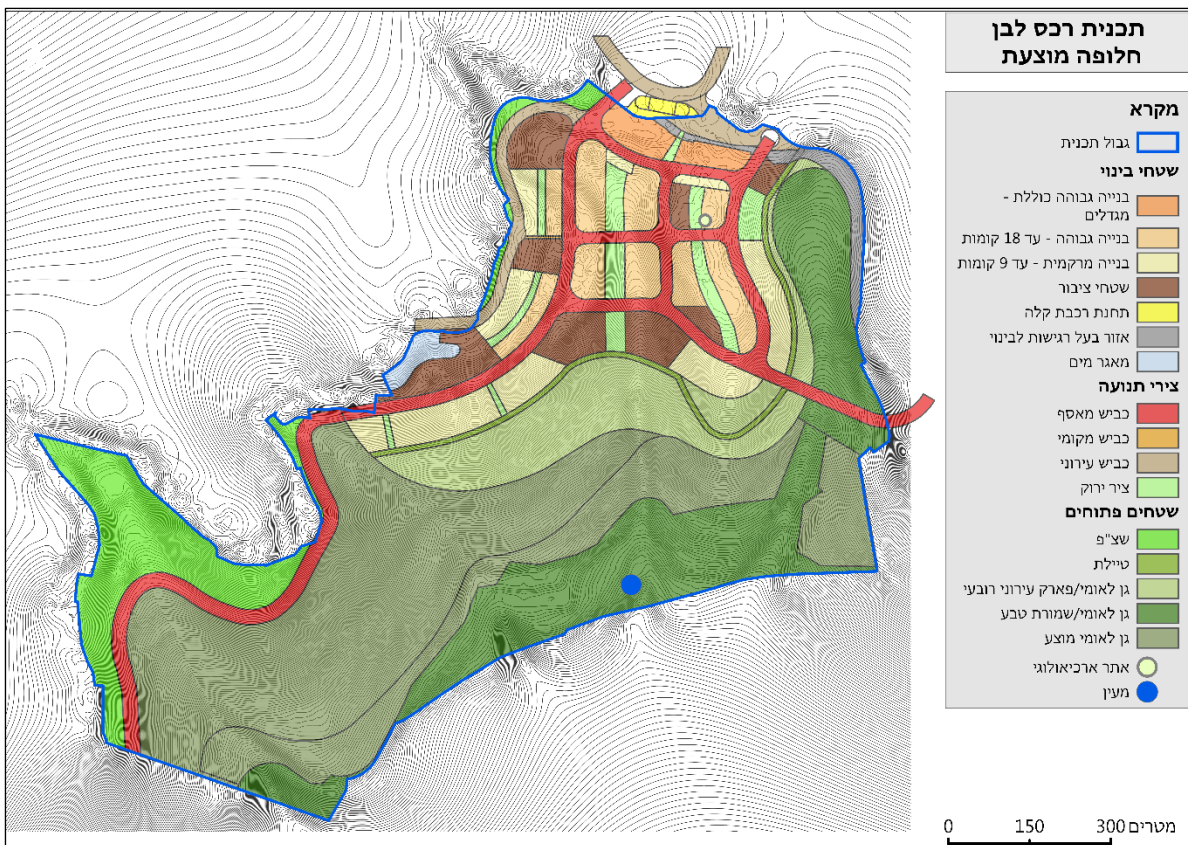 תכנית רכס לבן
חלופה מוצעת
מקרא
גבול תכנית
שטחי בינוי
בנייה גבוהה כוללת -
מגדלים
בנייה גבוהה - עד 18 קומות
בנייה מרקמית - עד 9 קומות
שטחי ציבור
תחנת רכבת קלה
אזור בעל רגישות לבינוי
מאגר מים
צירי תנועה
כביש מאסף
כביש מקומי
כביש עירוני
ציר ירוק
שטחים פתוחים
שצ"פ
טיילת
גן לאומי/פארק עירוני רובעי
גן לאומי/שמורת טבע
גן לאומי מוצע
אתר ארכיאולוגי
מעין
0 150 300 מטרים